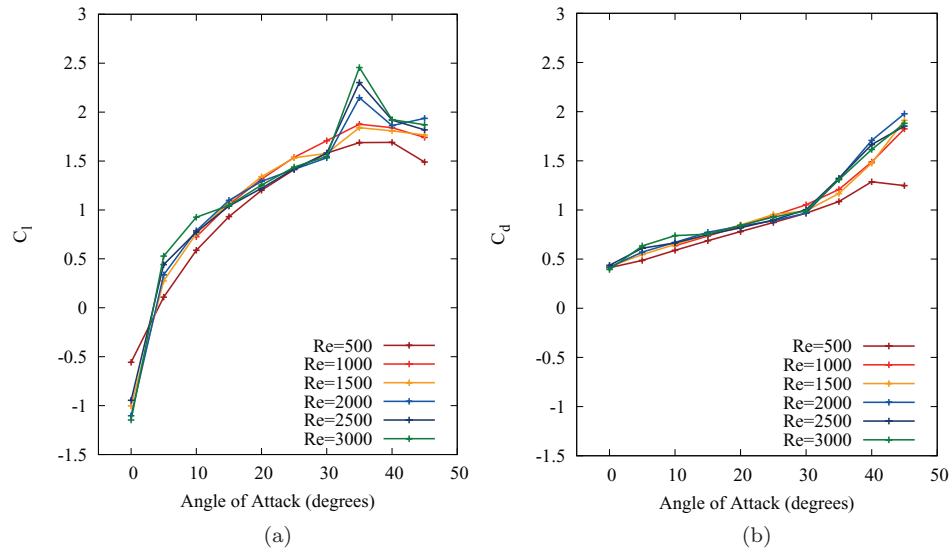 3
2.5
2
1.5
1
0.5
0
-0.5
-1
-1.5
C_l
Re=500
Re=1000
Re=1500
Re=2000
Re=2500
Re=3000
0 10 20 30 40 50
Angle of Attack (degrees)
(a)
3
2.5
2
1.5
1
0.5
0
-0.5
-1
-1.5
C_d
Re=500
Re=1000
Re=1500
Re=2000
Re=2500
Re=3000
0 10 20 30 40 50
Angle of Attack (degrees)
(b)